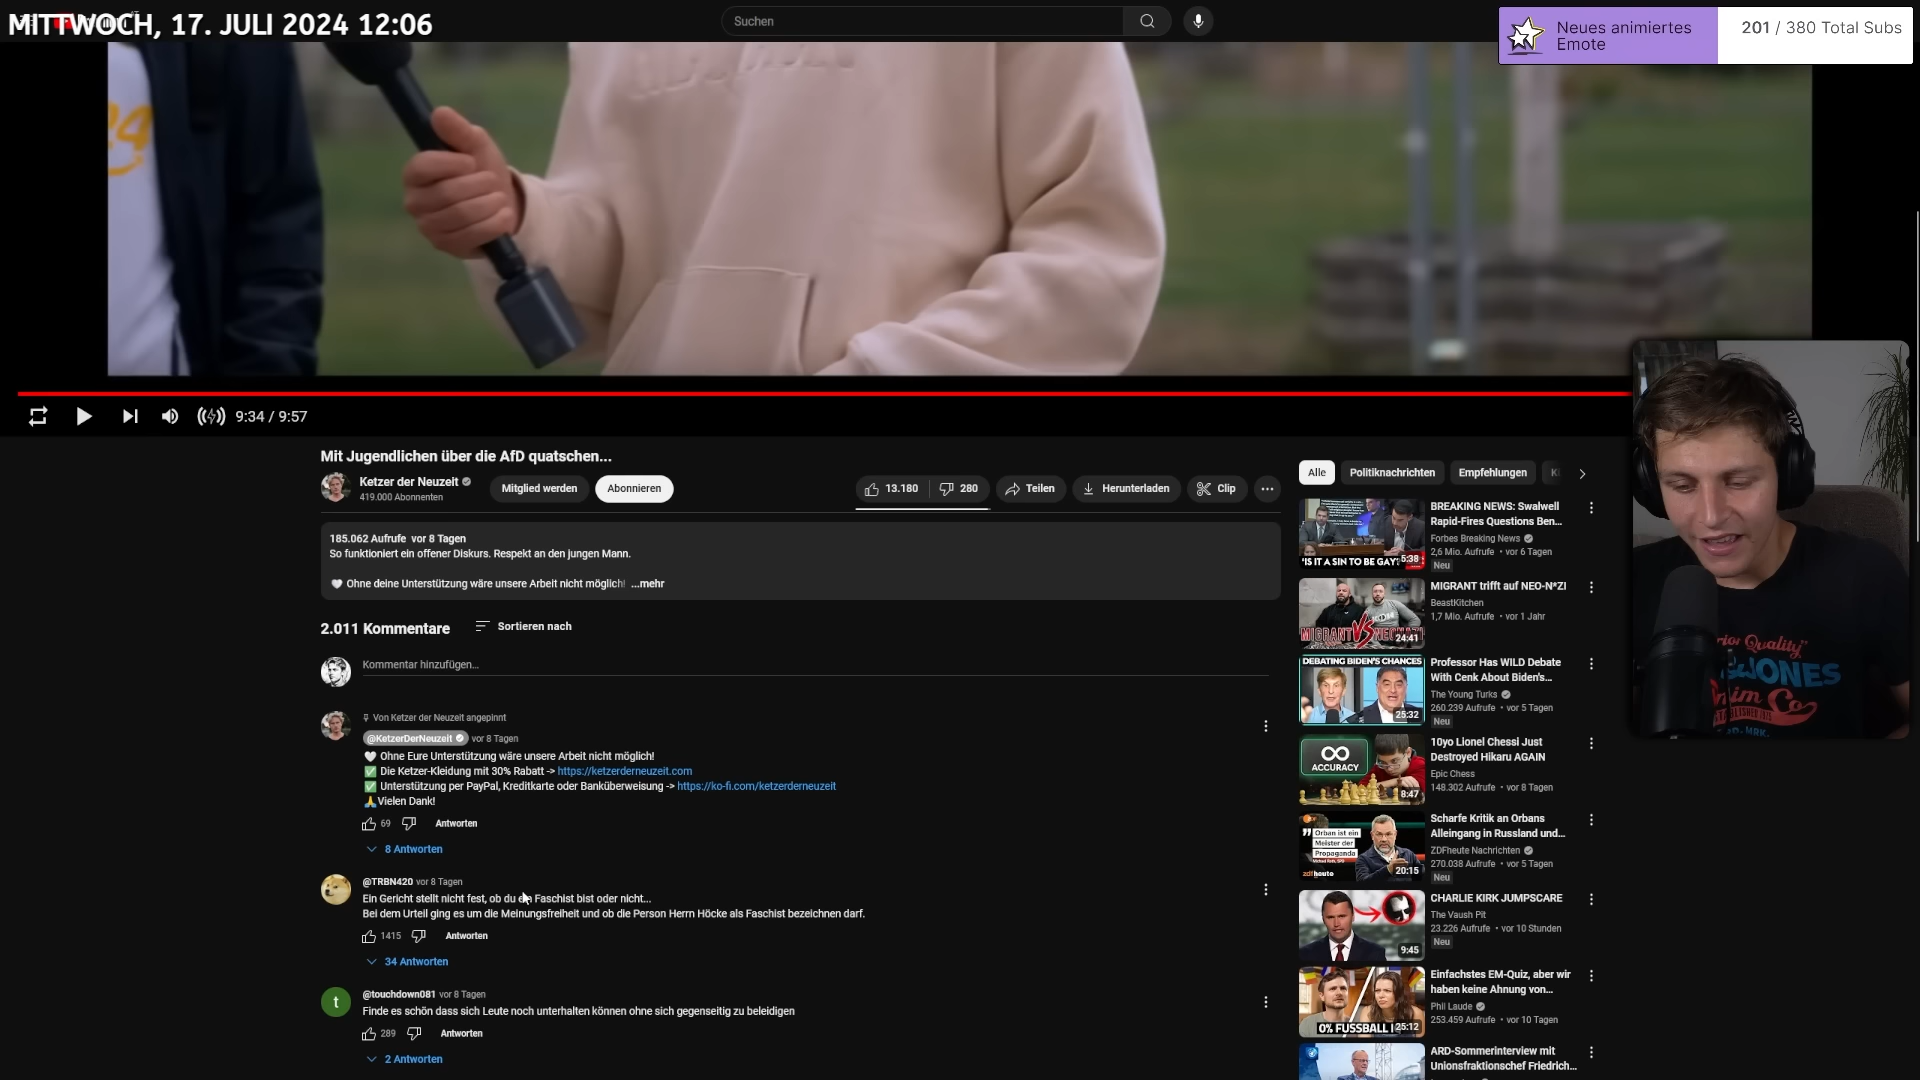 MITTWOCH, 17. JULI 2024 12:06
Suchen
Neues animiertes
Emote
201 / 380 Total Subs
24
9:34 / 9:57
Mit Jugendlichen über die AfD quatschen...
Ketzer der Neuzeit
419.000 Abonnenten
Mitglied werden
Abonnieren
13.180
280
Teilen
Herunterladen
Clip
185.062 Aufrufe vor 8 Tagen
So funktioniert ein offener Diskurs. Respekt an den jungen Mann.
🤍 Ohne deine Unterstützung wäre unsere Arbeit nicht möglich! ...mehr
2.011 Kommentare
Sortieren nach
Kommentar hinzufügen...
Von Ketzer der Neuzeit angepinnt
@KetzerDerNeuzeit vor 8 Tagen
🤍 Ohne Eure Unterstützung wäre unsere Arbeit nicht möglich!
✅ Die Ketzer-Kleidung mit 30% Rabatt -> https://ketzerderneuzeit.com
✅ Unterstützung per PayPal, Kreditkarte oder Banküberweisung -> https://ko-fi.com/ketzerderneuzeit
🙏Vielen Dank!
69
Antworten
8 Antworten
@TRBN420 vor 8 Tagen
Ein Gericht stellt nicht fest, ob du ein Faschist bist oder nicht...
Bei dem Urteil ging es um die Meinungsfreiheit und ob die Person Herrn Höcke als Faschist bezeichnen darf.
1415
Antworten
34 Antworten
t
@touchdown081 vor 8 Tagen
Finde es schön dass sich Leute noch unterhalten können ohne sich gegenseitig zu beleidigen
289
Antworten
2 Antworten
Alle
Politiknachrichten
Empfehlungen
"IS IT A SIN TO BE GAY?"
5:38
BREAKING NEWS: Swalwell
Rapid-Fires Questions Ben...
Forbes Breaking News
2,6 Mio. Aufrufe • vor 6 Tagen
Neu
MIGRANT VS NEONAZI
24:41
MIGRANT trifft auf NEO-N*ZI
BeastKitchen
1,7 Mio. Aufrufe • vor 1 Jahr
DEBATING BIDEN'S CHANCES
25:32
Professor Has WILD Debate
With Cenk About Biden's...
The Young Turks
260.239 Aufrufe • vor 5 Tagen
Neu
ACCURACY
8:47
10yo Lionel Chessi Just
Destroyed Hikaru AGAIN
Epic Chess
148.302 Aufrufe • vor 8 Tagen
Orban ist ein
Meister der
Propaganda
zdfheute
20:15
Scharfe Kritik an Orbans
Alleingang in Russland und...
ZDFheute Nachrichten
270.038 Aufrufe • vor 5 Tagen
Neu
9:45
CHARLIE KIRK JUMPSCARE
The Vaush Pit
23.226 Aufrufe • vor 10 Stunden
Neu
0% FUSSBALL
25:12
Einfachstes EM-Quiz, aber wir
haben keine Ahnung von...
Phil Laude
253.459 Aufrufe • vor 10 Tagen
ARD-Sommerinterview mit
Unionsfraktionschef Friedrich...
Quality"
JONES
Co